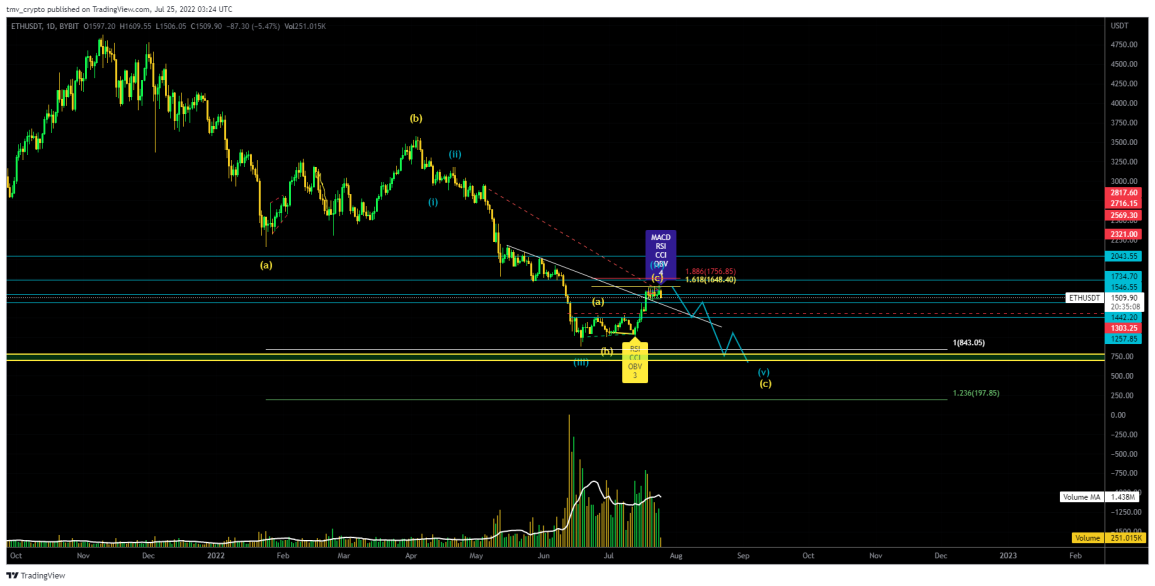 tmv_crypto published on TradingView.com, Jul 25, 2022 03:24 UTC
ETHUSDT, 1D, BYBIT O1597.20 H1609.55 L1506.05 C1509.90 −87.30 (−5.47%) Vol251.015K
USDT
4750.00
4500.00
4250.00
4000.00
3750.00
3500.00
3250.00
3000.00
2817.60
2716.15
2569.30
2321.00
2043.55
1734.70
1546.55
ETHUSDT 1509.90
20:35:08
1442.20
1303.25
1257.85
750.00
500.00
250.00
0.00
−250.00
−500.00
−750.00
Volume MA 1.438M
−1250.00
Volume 251.015K
(b)
(ii)
(i)
(a)
MACD
RSI
CCI
OBV
4
(c)
1.886(1756.85)
1.618(1648.40)
(a)
(b)
(iii)
RSI
CCI
OBV
3
1(843.05)
(v)
(c)
1.236(197.85)
Oct Nov Dec 2022 Feb Mar Apr May Jun Jul Aug Sep Oct Nov Dec 2023 Feb
TradingView